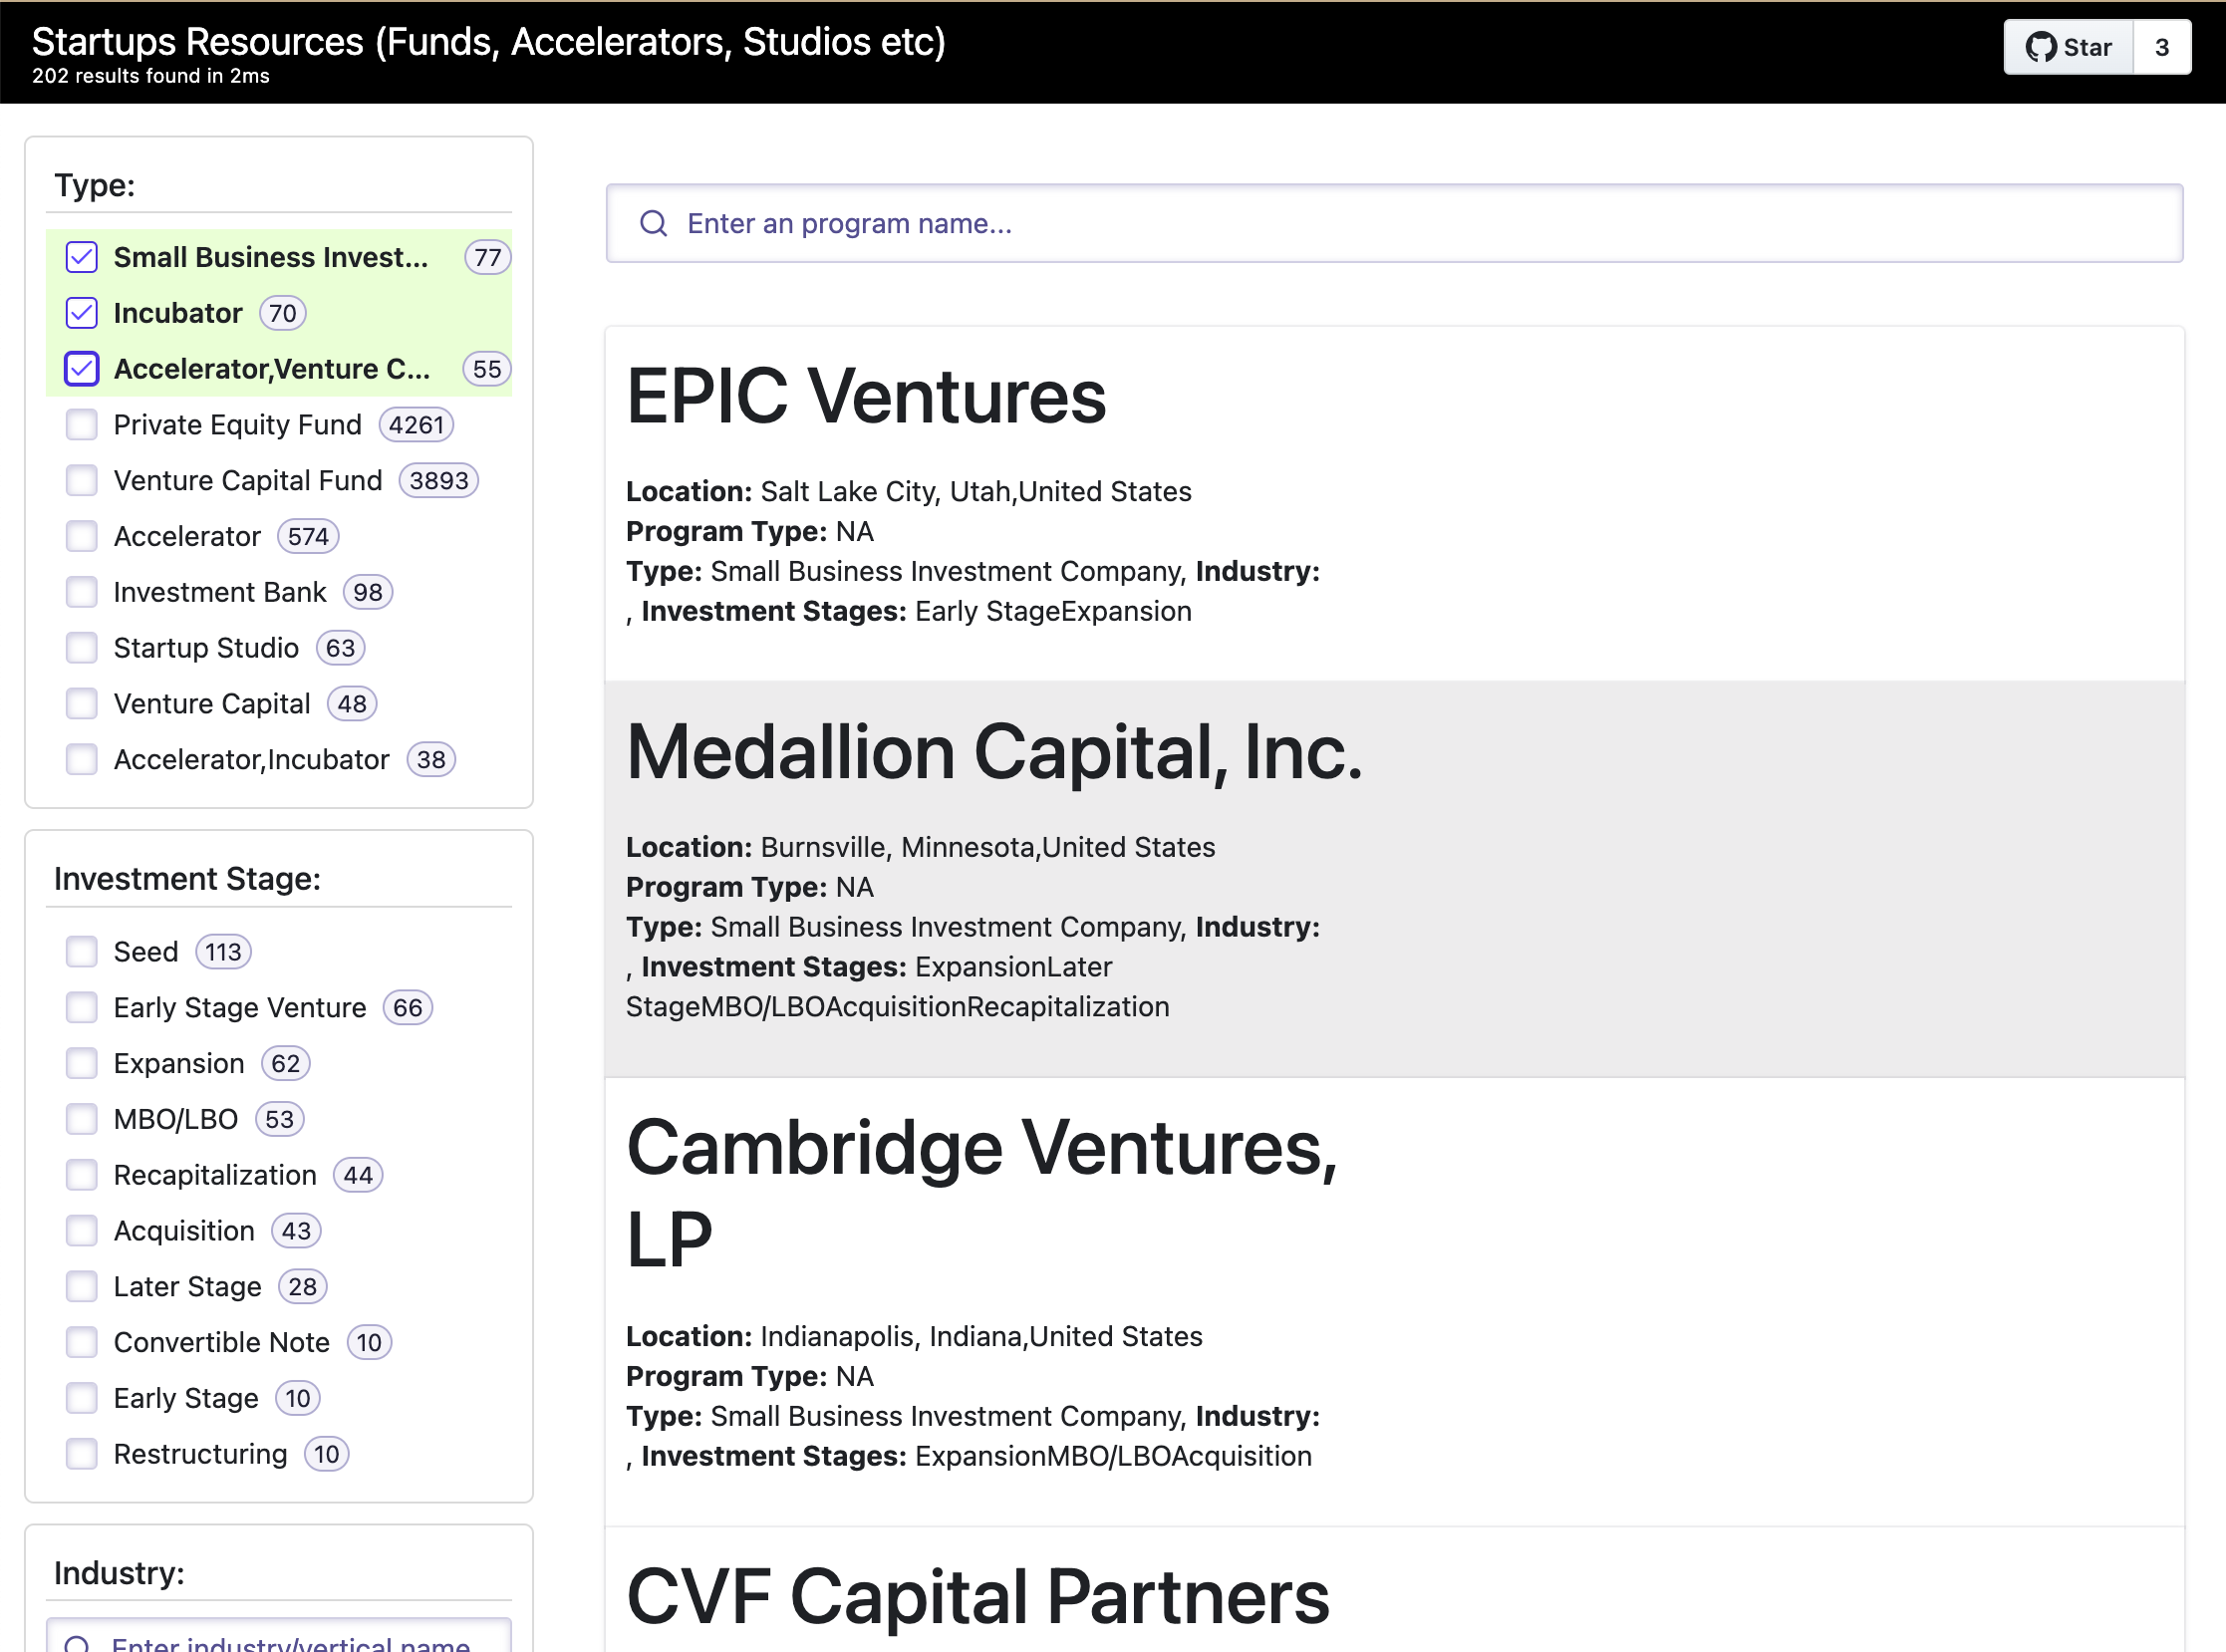 Startups Resources (Funds, Accelerators, Studios etc)
202 results found in 2ms
Star 3
Type:
Small Business Invest... 77
Incubator 70
Accelerator,Venture C... 55
Private Equity Fund 4261
Venture Capital Fund 3893
Accelerator 574
Investment Bank 98
Startup Studio 63
Venture Capital 48
Accelerator,Incubator 38
Investment Stage:
Seed 113
Early Stage Venture 66
Expansion 62
MBO/LBO 53
Recapitalization 44
Acquisition 43
Later Stage 28
Convertible Note 10
Early Stage 10
Restructuring 10
Industry:
Enter industry/vertical name
Enter an program name...
EPIC Ventures
Location: Salt Lake City, Utah,United States
Program Type: NA
Type: Small Business Investment Company, Industry:
, Investment Stages: Early StageExpansion
Medallion Capital, Inc.
Location: Burnsville, Minnesota,United States
Program Type: NA
Type: Small Business Investment Company, Industry:
, Investment Stages: ExpansionLater
StageMBO/LBOAcquisitionRecapitalization
Cambridge Ventures,
LP
Location: Indianapolis, Indiana,United States
Program Type: NA
Type: Small Business Investment Company, Industry:
, Investment Stages: ExpansionMBO/LBOAcquisition
CVF Capital Partners